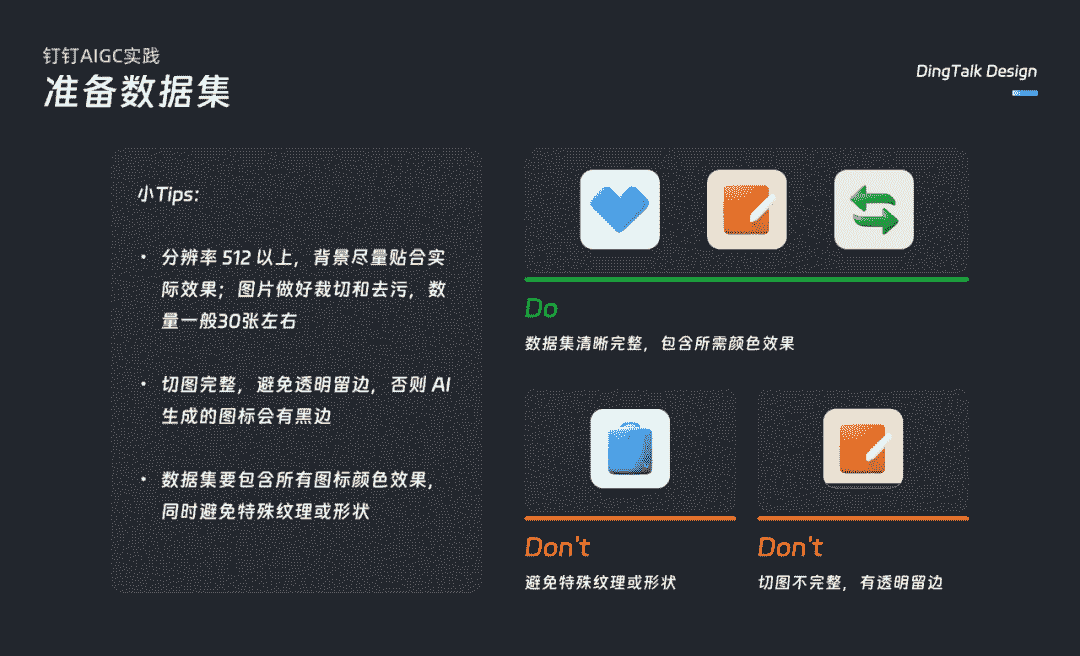 钉钉AIGC实践
准备数据集
DingTalk Design
小Tips:
• 分辨率 512 以上，背景尽量贴合实
际效果；图片做好裁切和去污，数
量一般30张左右
• 切图完整，避免透明留边，否则 AI
生成的图标会有黑边
• 数据集要包含所有图标颜色效果，
同时避免特殊纹理或形状
Do
数据集清晰完整，包含所需颜色效果
Don't
避免特殊纹理或形状
Don't
切图不完整，有透明留边